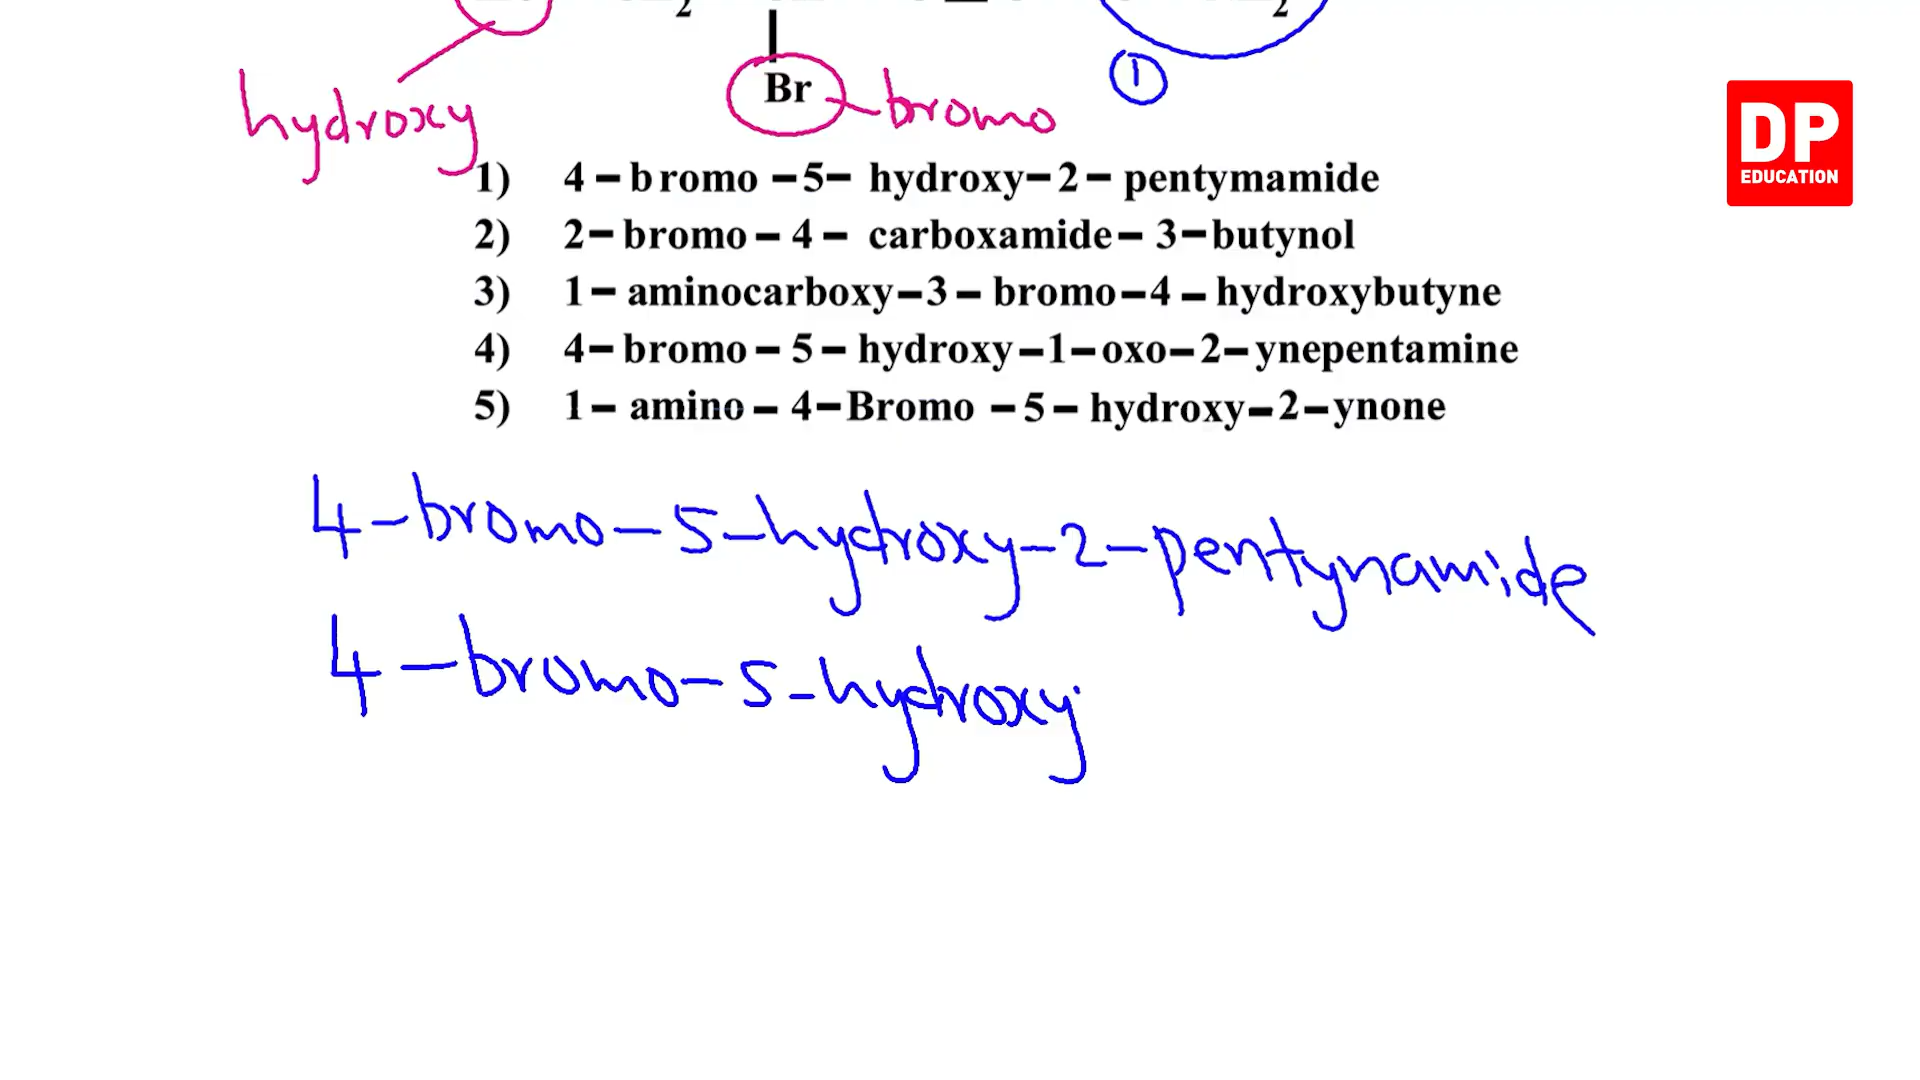 hydroxy
Br
bromo
1
DP
EDUCATION
1) 4 – bromo – 5 – hydroxy – 2 – pentymamide
2) 2 – bromo – 4 – carboxamide – 3 – butynol
3) 1 – aminocarboxy – 3 – bromo – 4 – hydroxybutyne
4) 4 – bromo – 5 – hydroxy – 1 – oxo – 2 – ynepentamine
5) 1 – amino – 4 – Bromo – 5 – hydroxy – 2 – ynone
4-bromo-5-hydroxy-2-pentynamide
4-bromo-5-hydroxy